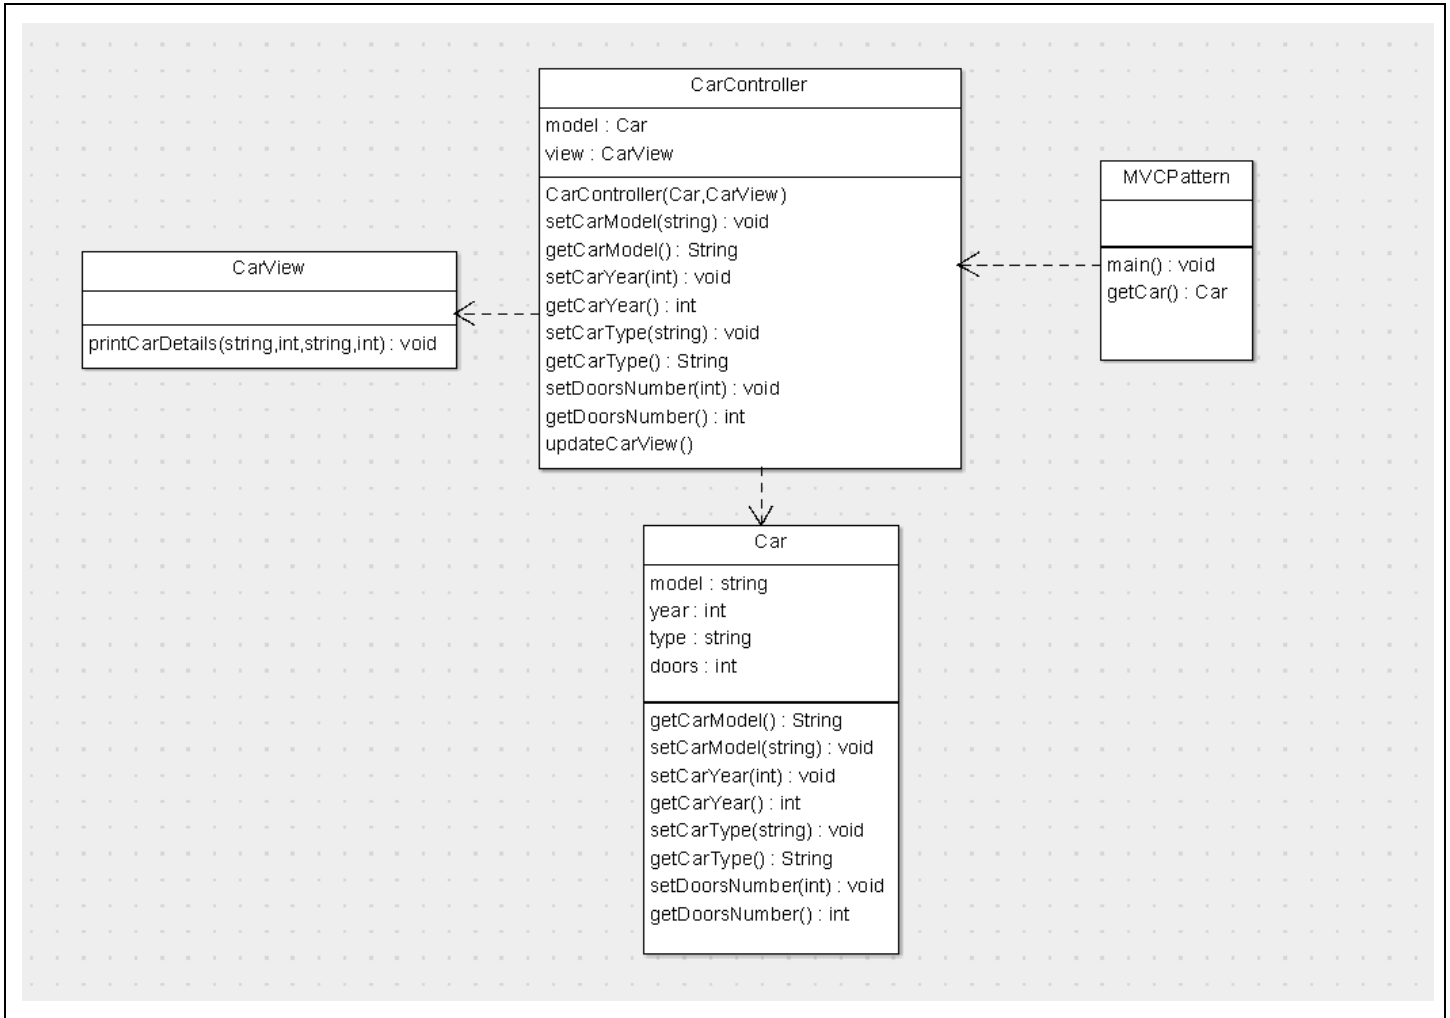 CarController
model : Car
view : CarView
CarController(Car,CarView)
setCarModel(string) : void
getCarModel() : String
setCarYear(int) : void
getCarYear() : int
setCarType(string) : void
getCarType() : String
setDoorsNumber(int) : void
getDoorsNumber() : int
updateCarView()
MVCPattern
main() : void
getCar() : Car
CarView
printCarDetails(string,int,string,int) : void
Car
model : string
year : int
type : string
doors : int
getCarModel() : String
setCarModel(string) : void
setCarYear(int) : void
getCarYear() : int
setCarType(string) : void
getCarType() : String
setDoorsNumber(int) : void
getDoorsNumber() : int